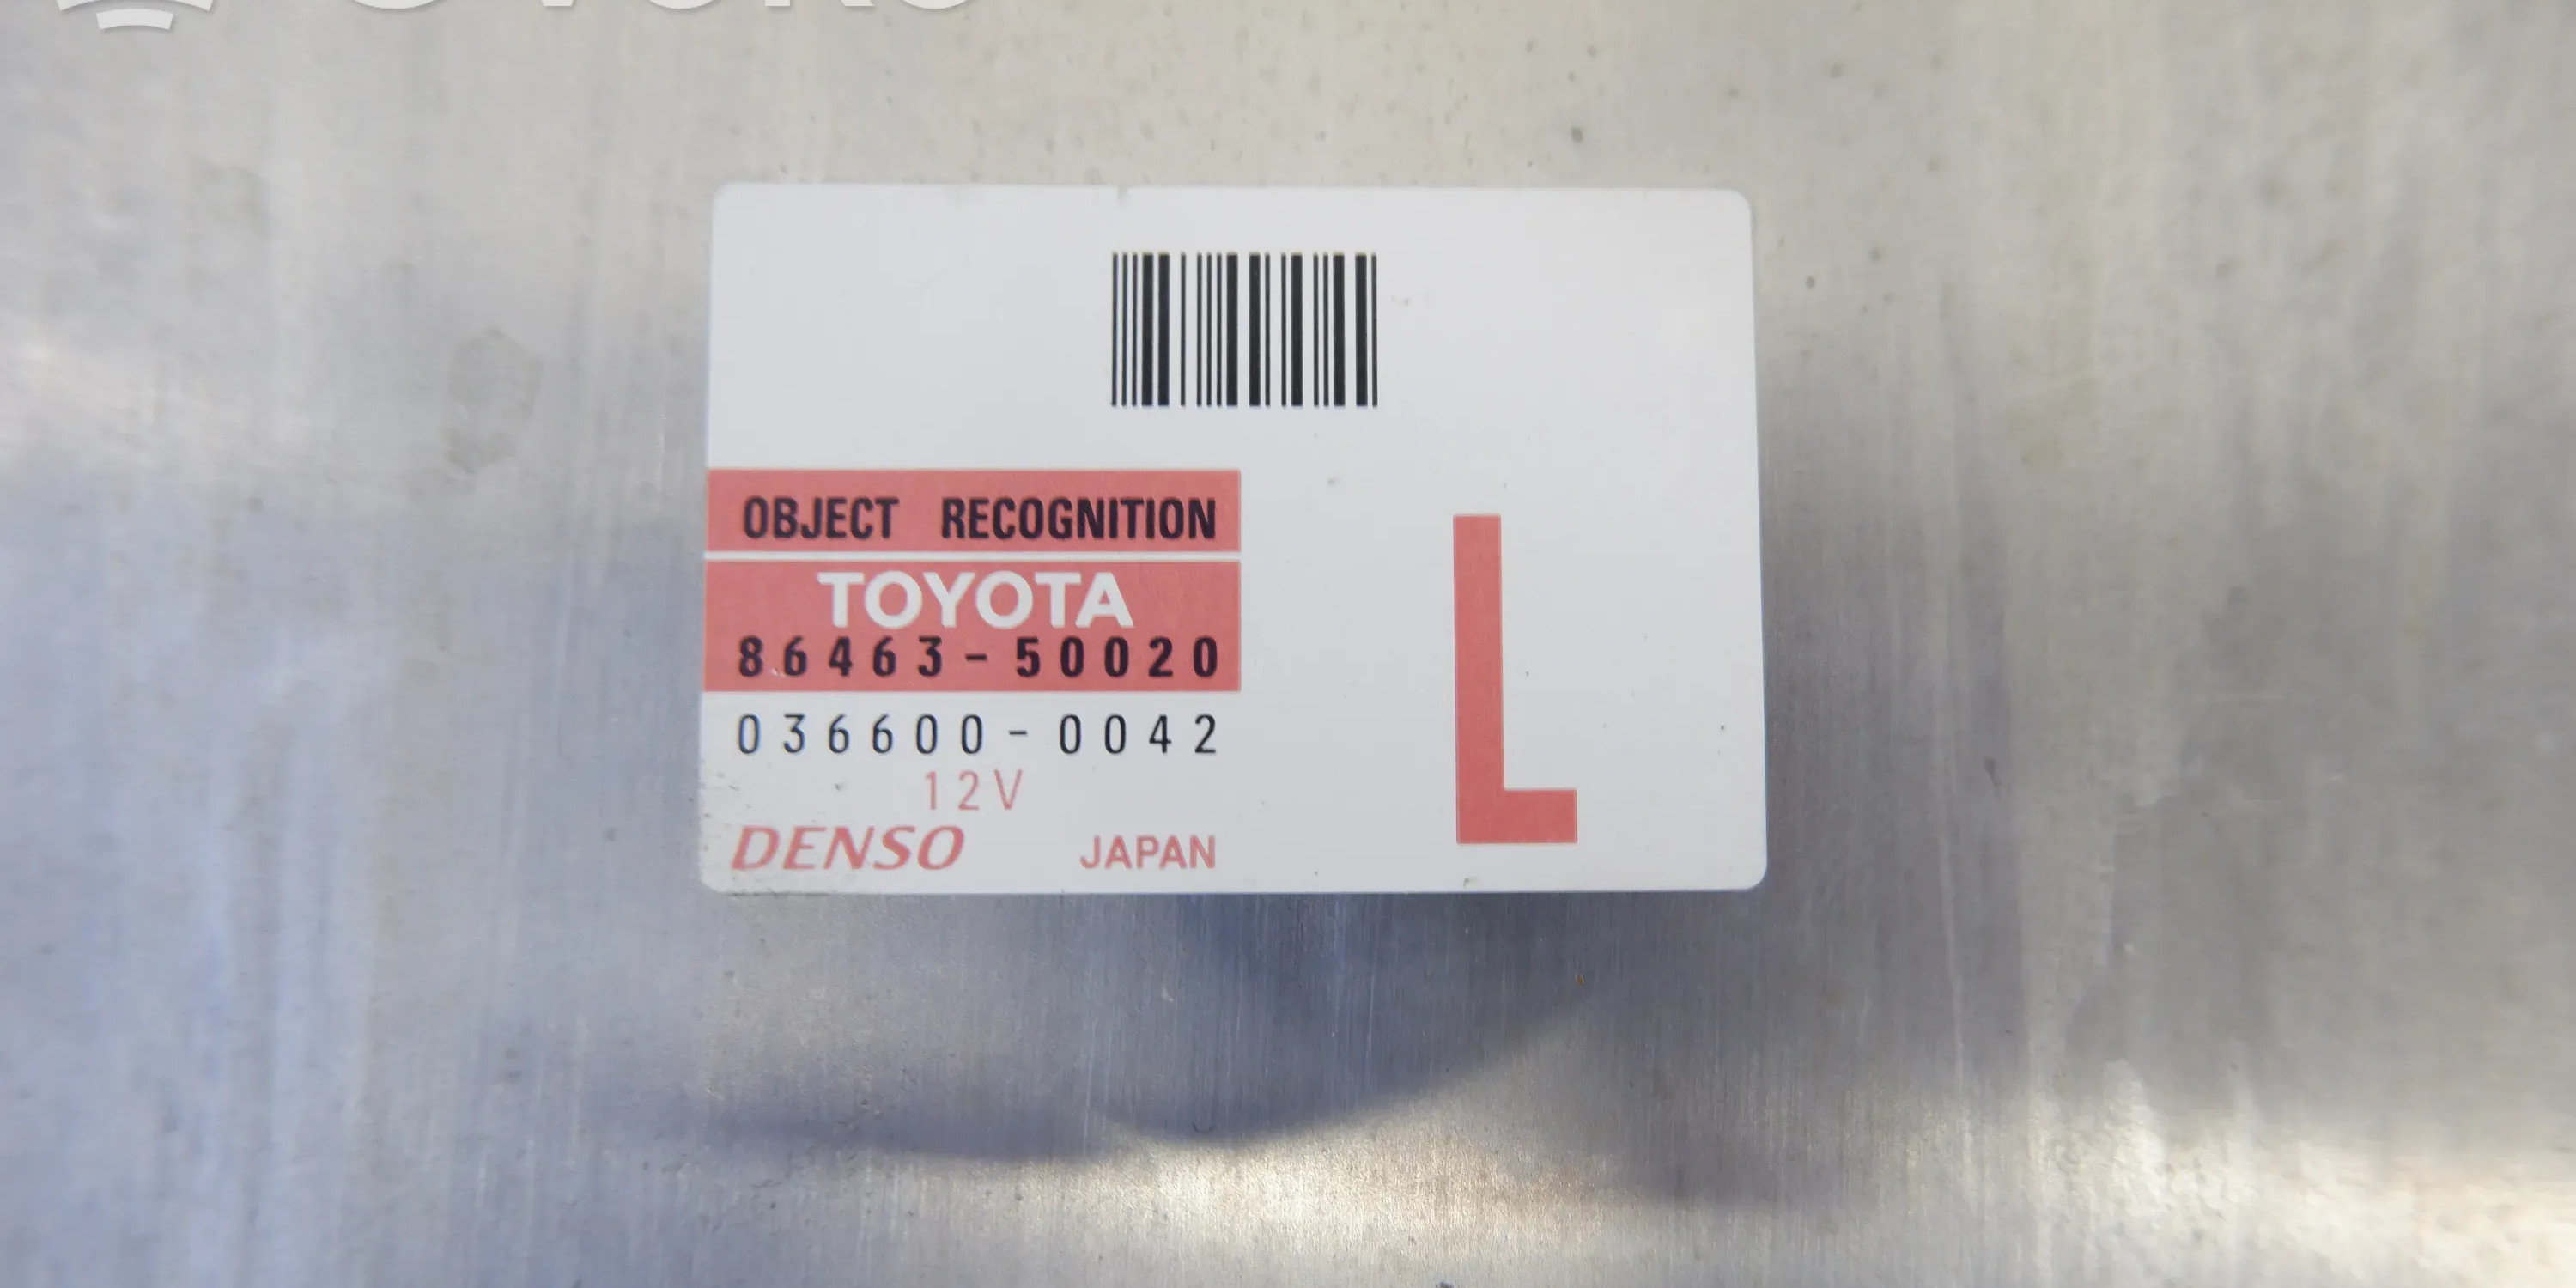 OBJECT RECOGNITION
TOYOTA
86463-50020
036600-0042
12V
DENSO JAPAN
L